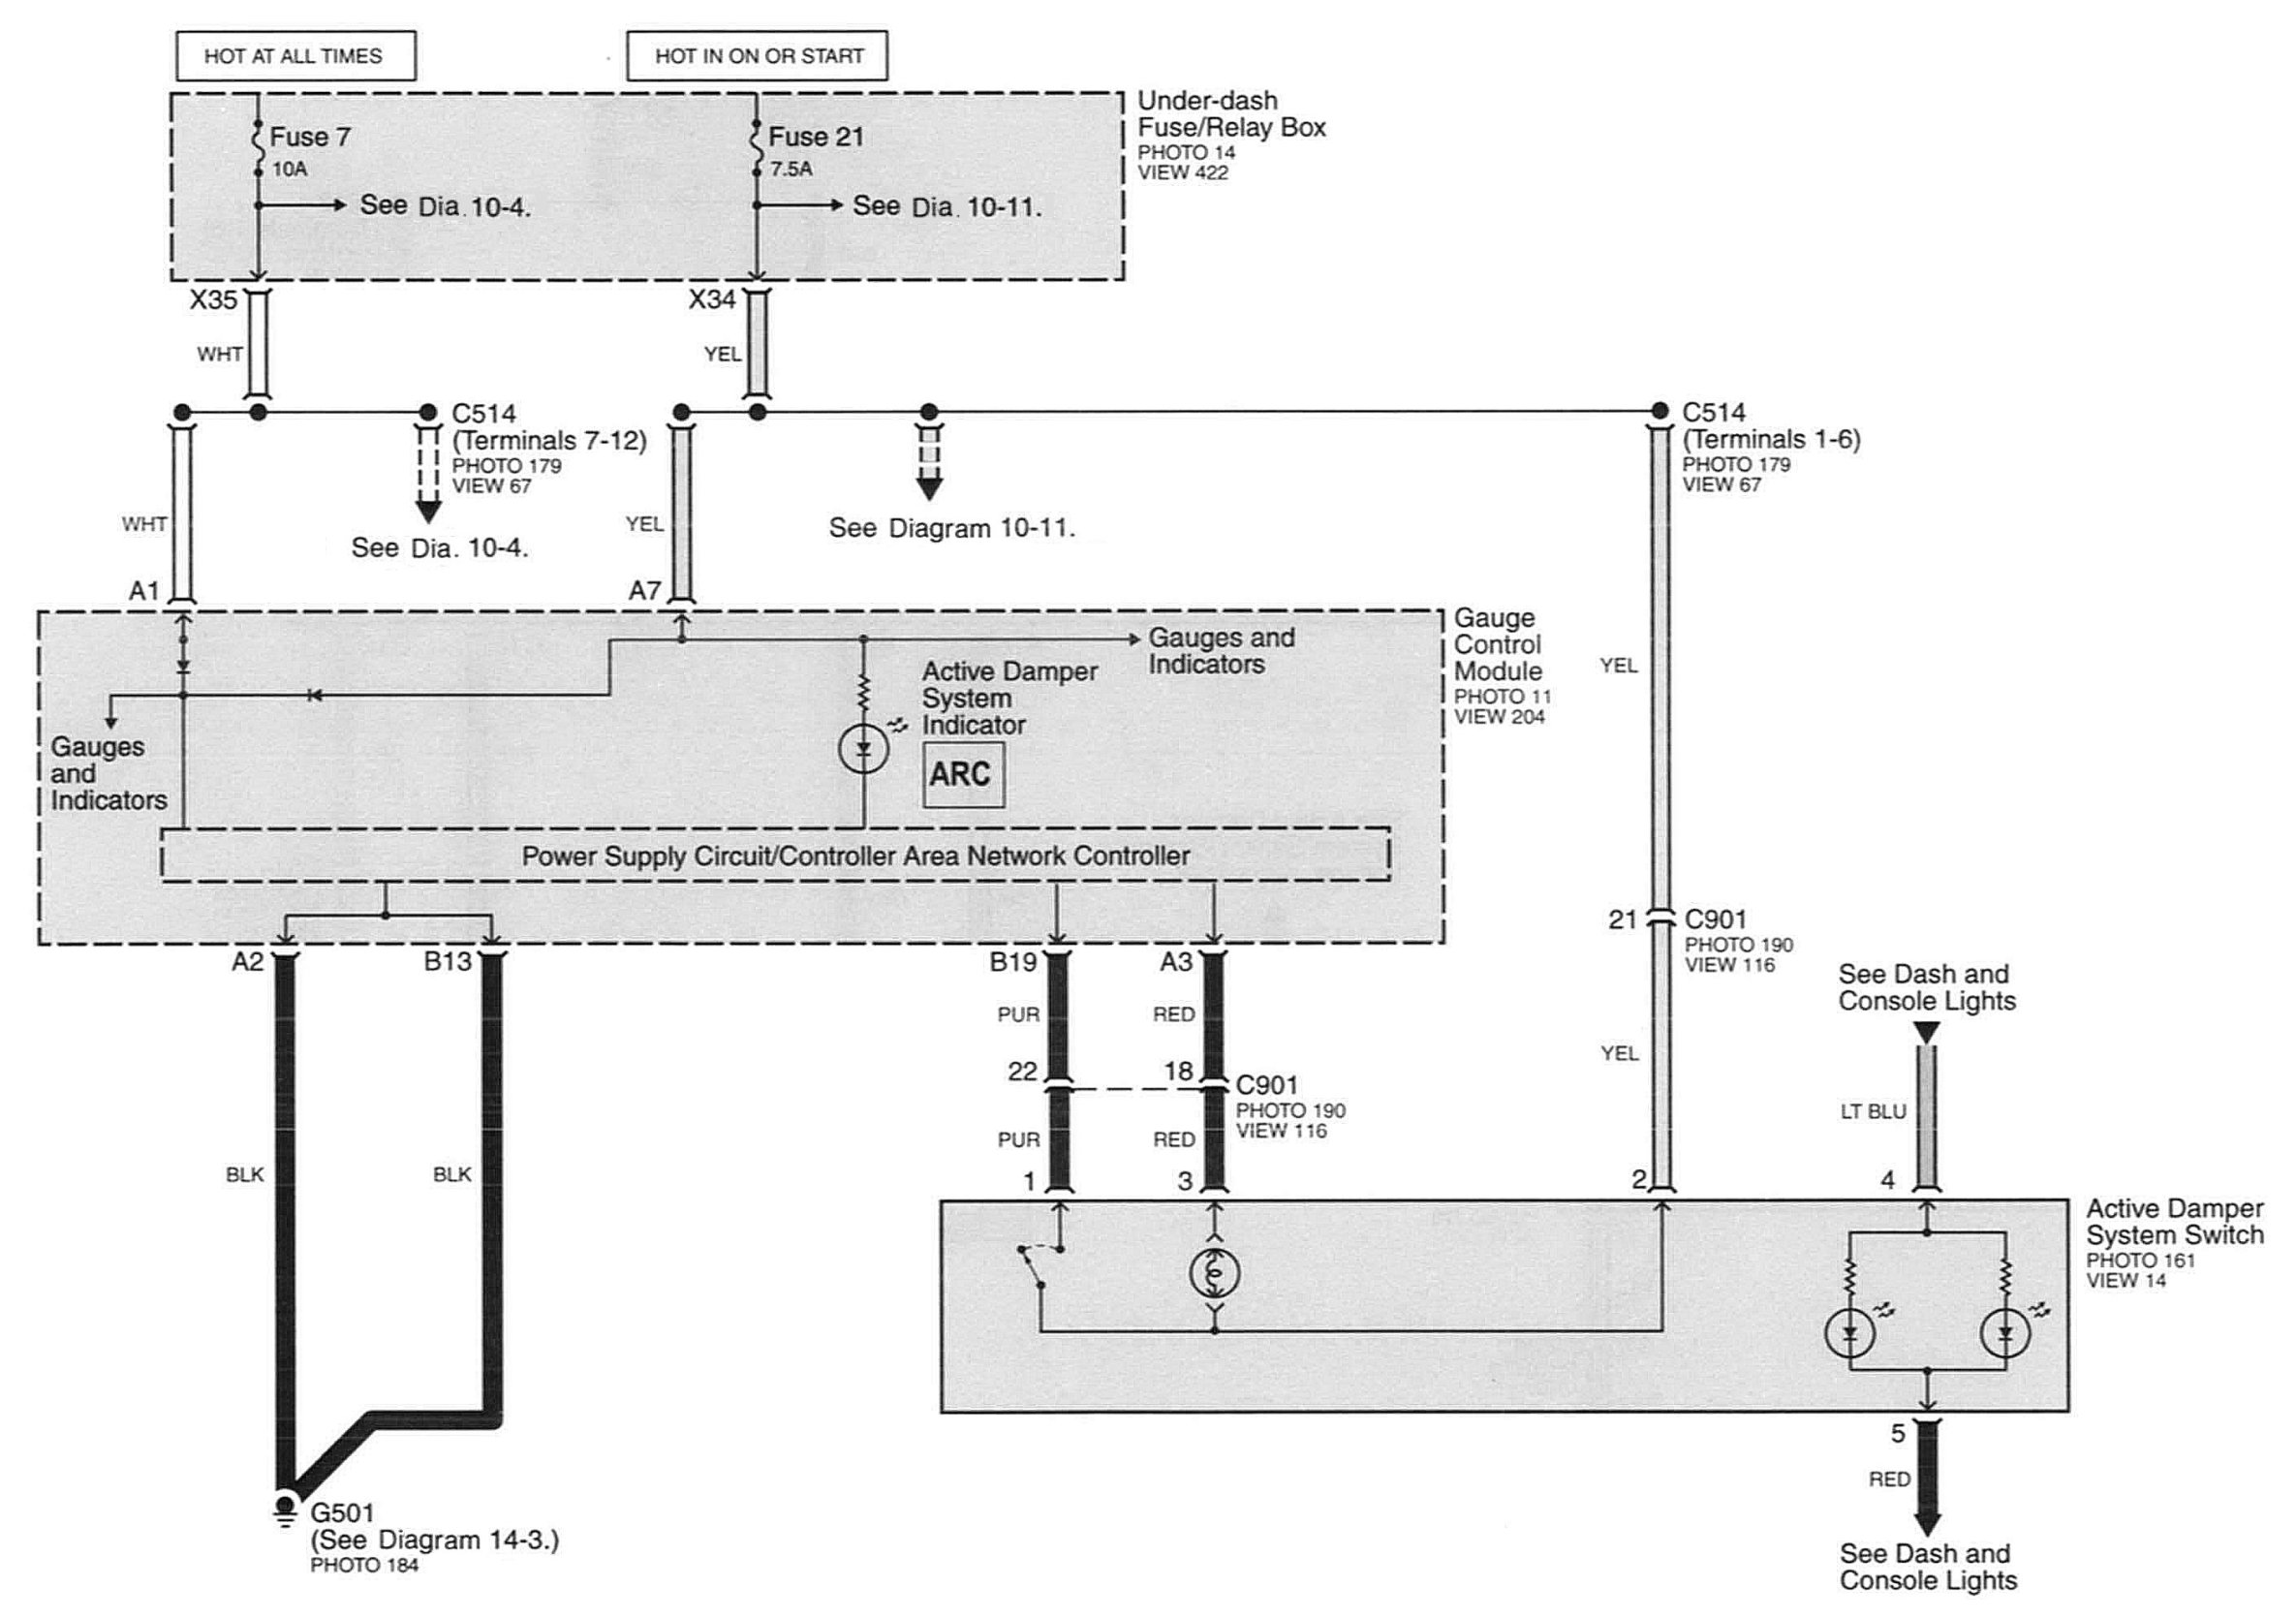 HOT AT ALL TIMES
HOT IN ON OR START
Under-dash
Fuse/Relay Box
PHOTO 14
VIEW 422
Fuse 7
10A
See Dia. 10-4.
Fuse 21
7.5A
See Dia. 10-11.
X35
X34
WHT
YEL
C514
(Terminals 7-12)
PHOTO 179
VIEW 67
See Dia. 10-4.
See Diagram 10-11.
C514
(Terminals 1-6)
PHOTO 179
VIEW 67
WHT
YEL
A1
A7
YEL
Gauge
Control
Module
PHOTO 11
VIEW 204
Gauges and
Indicators
Active Damper
System
Indicator
ARC
Gauges
and
Indicators
Power Supply Circuit/Controller Area Network Controller
A2
B13
B19
A3
21
C901
PHOTO 190
VIEW 116
See Dash and
Console Lights
PUR
RED
YEL
22
18
C901
PHOTO 190
VIEW 116
LT BLU
PUR
RED
BLK
BLK
1
3
2
4
Active Damper
System Switch
PHOTO 161
VIEW 14
5
RED
G501
(See Diagram 14-3.)
PHOTO 184
See Dash and
Console Lights